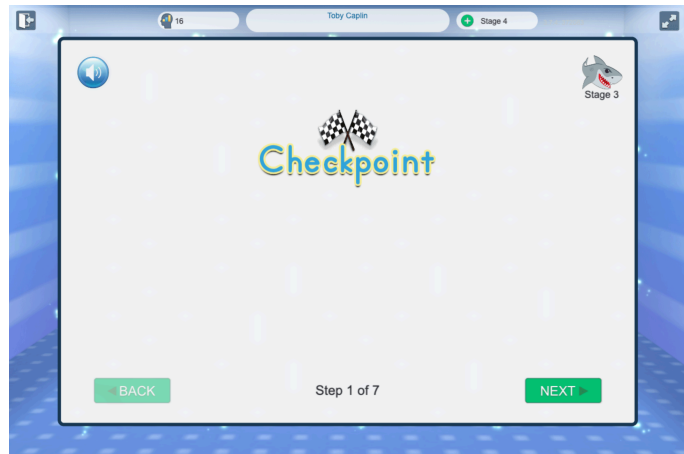 16
Toby Caplin
Stage 4
Stage 3
Checkpoint
BACK
Step 1 of 7
NEXT